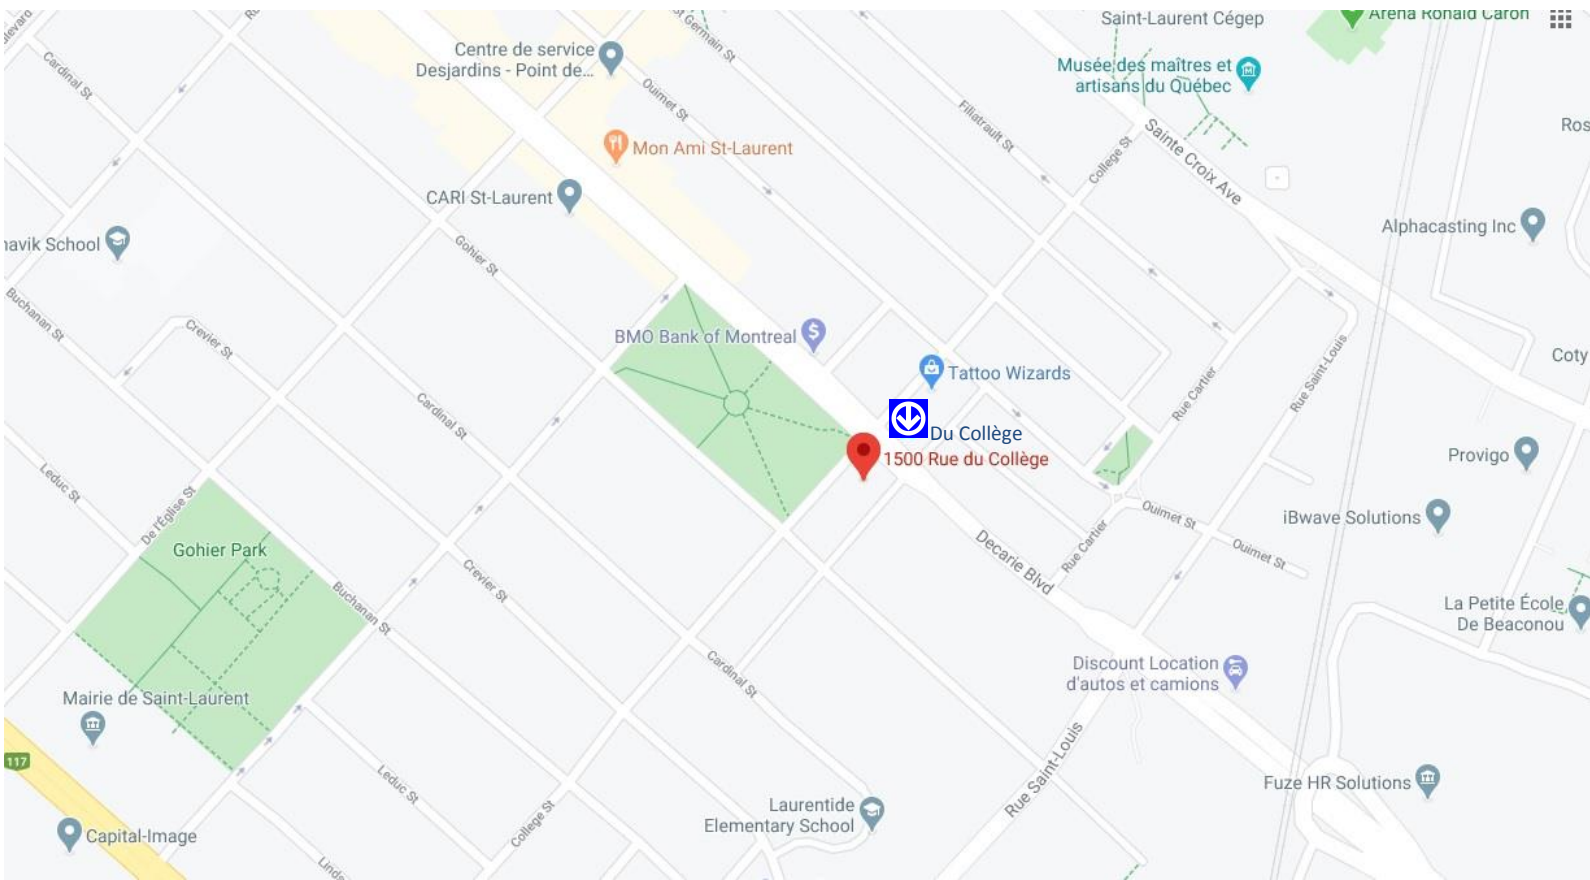 Saint-Laurent Cégep
Arena Ronald Caron
Germain St
Centre de service
Desjardins - Point de...
Cardinal St
Ouimet St
Musée des maîtres et
artisans du Québec
Filiatrault St
Sainte Croix Ave
College St
Mon Ami St-Laurent
CARI St-Laurent
Alphacasting Inc
navik School
Gohier St
Buchanan St
Crevier St
BMO Bank of Montreal
$
Tattoo Wizards
Rue Cartier
Rue Saint-Louis
Coty
Cardinal St
Du Collège
1500 Rue du Collège
Provigo
Leduc St
De l'Église St
Ouimet St
iBwave Solutions
Gohier Park
Decarie Blvd
Rue Cartier
Ouimet St
Buchanan St
Crevier St
La Petite École
De Beaconou
Cardinal St
Discount Location
d'autos et camions
Mairie de Saint-Laurent
117
Leduc St
Rue Saint-Louis
Fuze HR Solutions
Laurentide
Elementary School
College St
Capital-Image